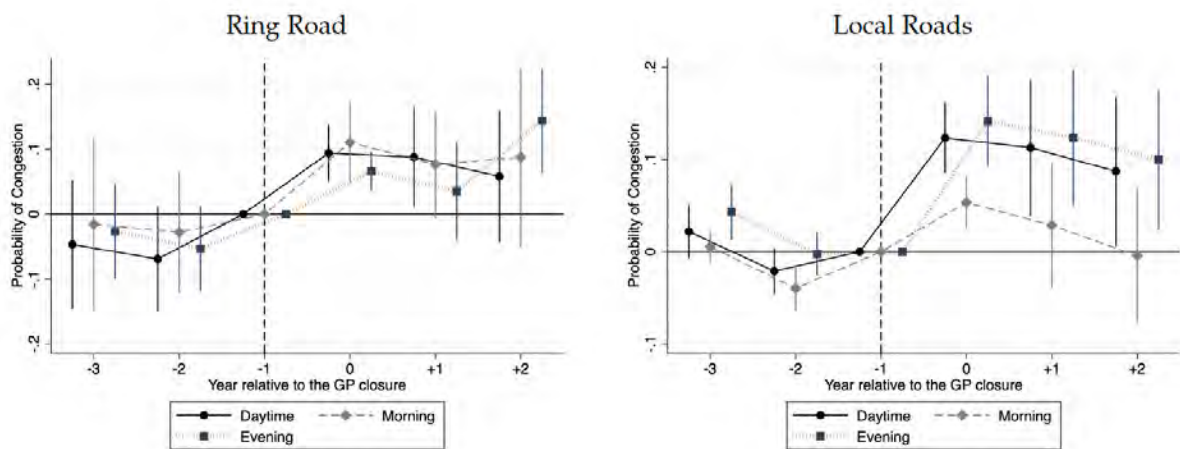 Ring Road
Probability of Congestion
.2
.1
0
-.1
-.2
-3
-2
-1
0
+1
+2
Year relative to the GP closure
Daytime
Morning
Evening
Local Roads
Probability of Congestion
.2
.1
0
-.1
-3
-2
-1
0
+1
+2
Year relative to the GP closure
Daytime
Morning
Evening